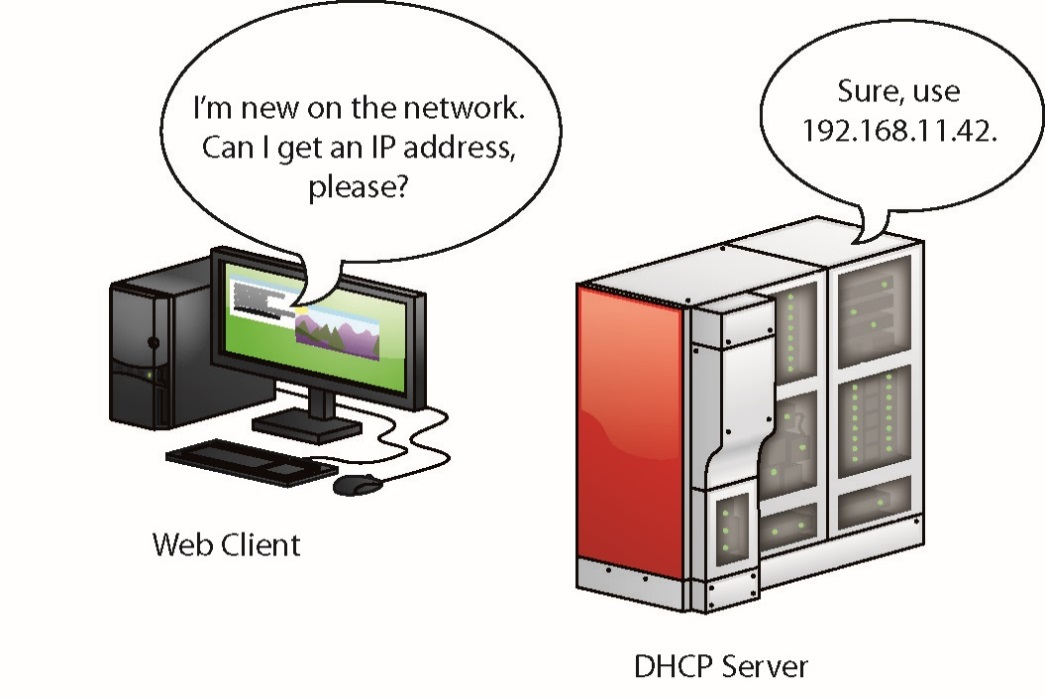 I'm new on the network.
Can I get an IP address,
please?
Sure, use
192.168.11.42.
Web Client
DHCP Server